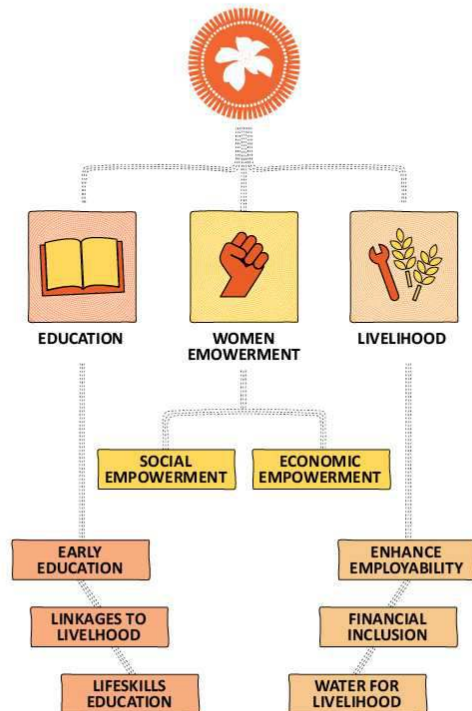 EDUCATION
WOMEN
EMOWERMENT
LIVELIHOOD
SOCIAL
EMPOWERMENT
ECONOMIC
EMPOWERMENT
EARLY
EDUCATION
ENHANCE
EMPLOYABILITY
LINKAGES TO
LIVELHOOD
FINANCIAL
INCLUSION
LIFESKILLS
EDUCATION
WATER FOR
LIVELIHOOD